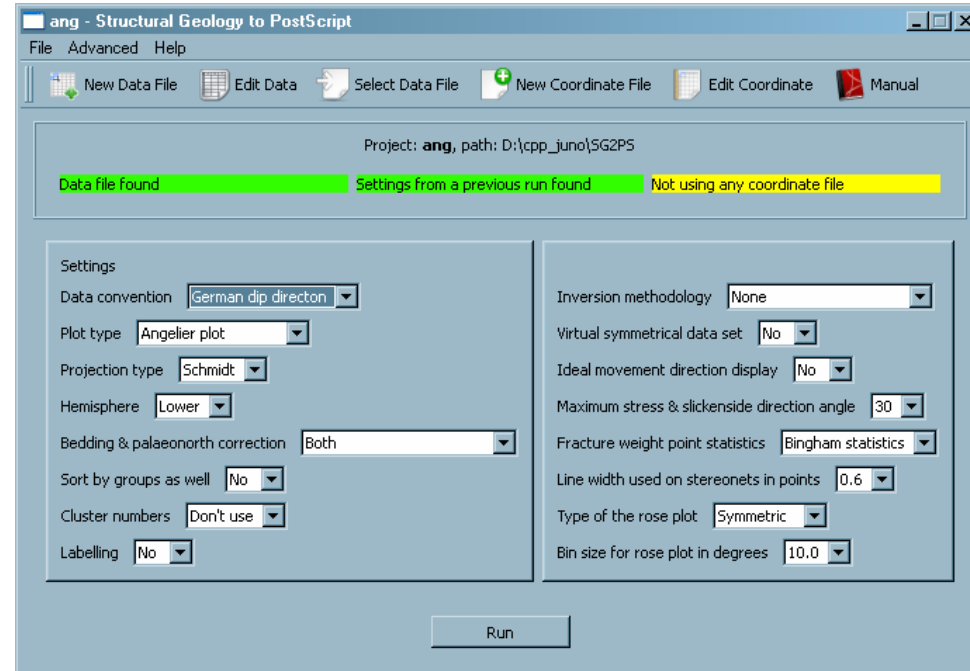 ang - Structural Geology to PostScript
File Advanced Help
New Data File Edit Data Select Data File New Coordinate File Edit Coordinate Manual
Project: ang, path: D:\cpp_juno\SG2PS
Data file found Settings from a previous run found Not using any coordinate file
Settings
Data convention German dip directon
Plot type Angelier plot
Projection type Schmidt
Hemisphere Lower
Bedding & palaeonorth correction Both
Sort by groups as well No
Cluster numbers Don't use
Labelling No
Inversion methodology None
Virtual symmetrical data set No
Ideal movement direction display No
Maximum stress & slickenside direction angle 30
Fracture weight point statistics Bingham statistics
Line width used on stereonets in points 0.6
Type of the rose plot Symmetric
Bin size for rose plot in degrees 10.0
Run